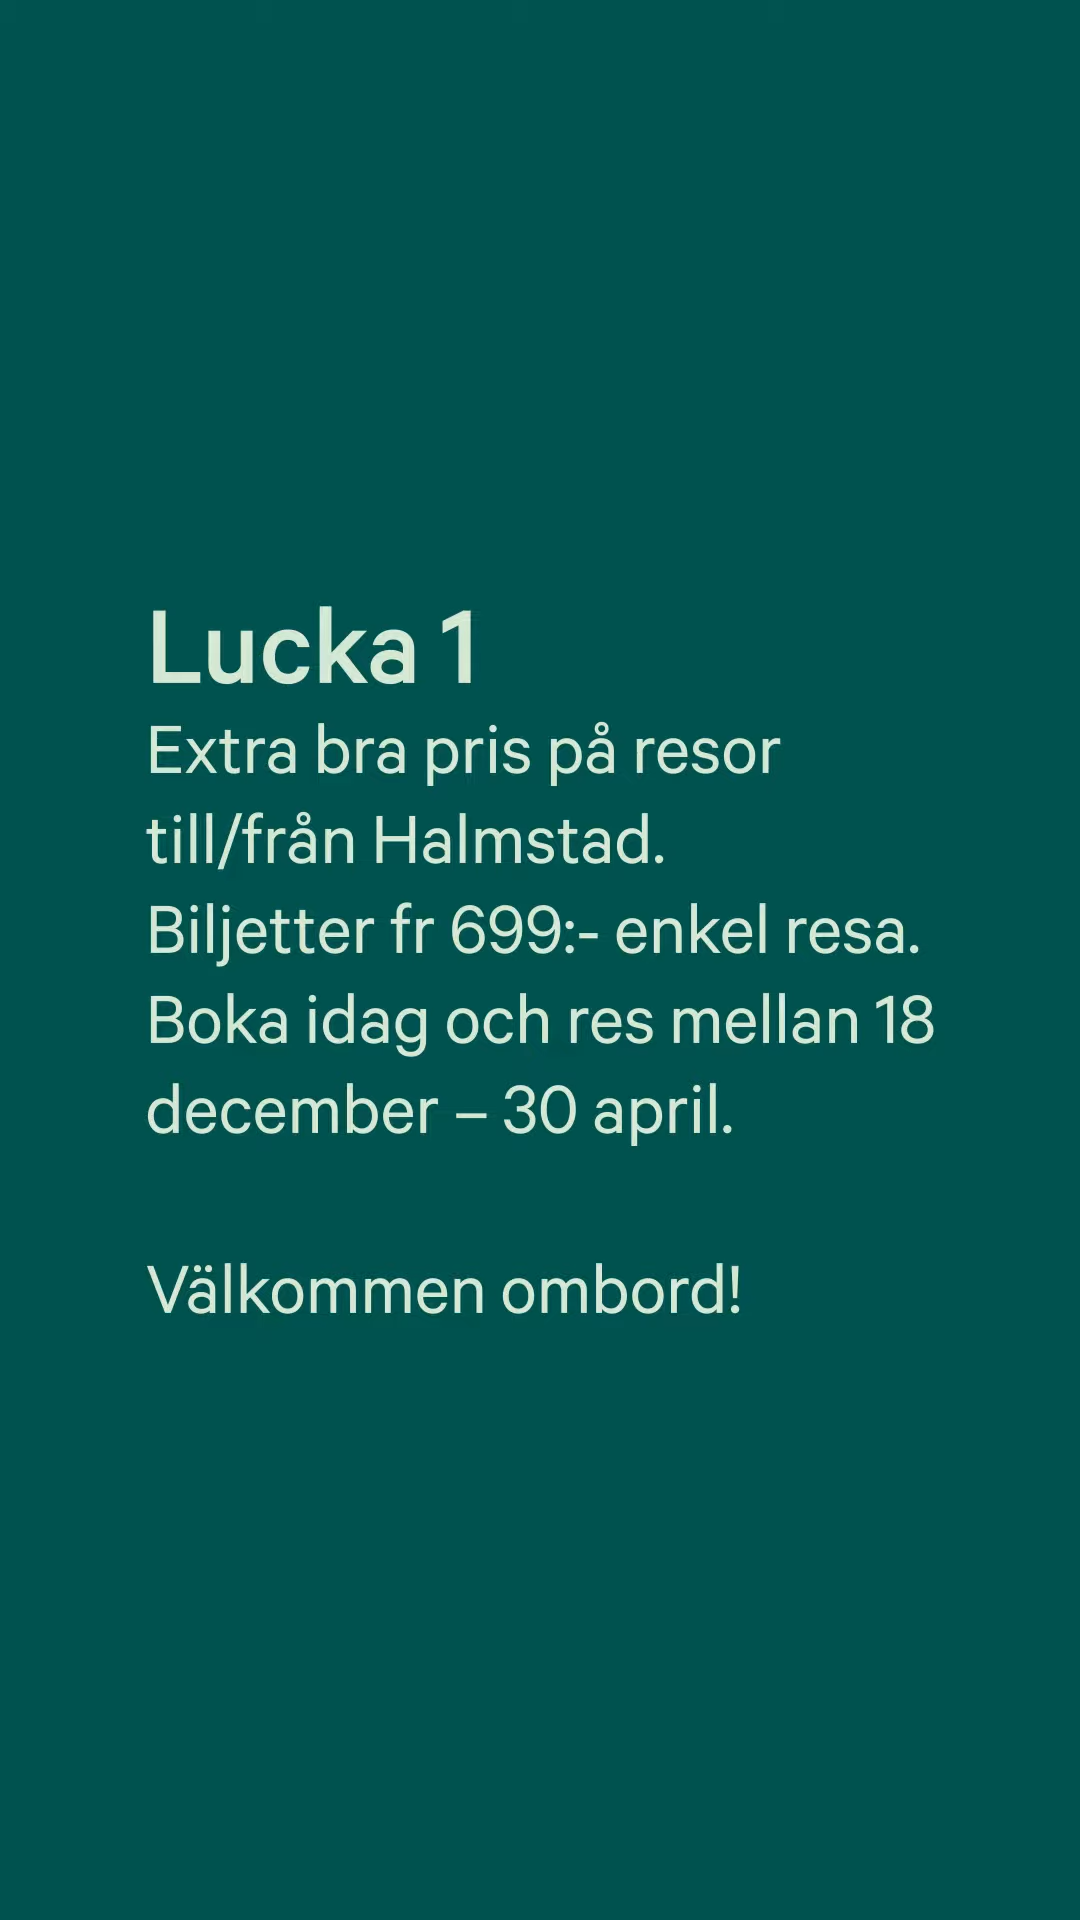 Lucka 1
Extra bra pris på resor
till/från Halmstad.
Biljetter fr 699:- enkel resa.
Boka idag och res mellan 18
december – 30 april.
Välkommen ombord!